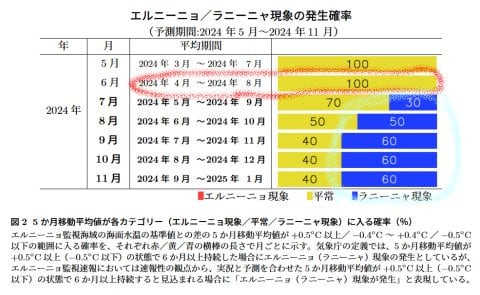 エルニーニョ／ラニーニャ現象の発生確率
（予測期間:2024 年 5 月～2024 年 11 月）
年 月 平均期間
2024 年
5 月 2024 年 3 月 ～2024 年 7 月 100
6 月 2024 年 4 月 ～2024 年 8 月 100
7 月 2024 年 5 月 ～2024 年 9 月 70 30
8 月 2024 年 6 月 ～2024 年 10 月 50 50
9 月 2024 年 7 月 ～2024 年 11 月 40 60
10 月 2024 年 8 月 ～2024 年 12 月 40 60
11 月 2024 年 9 月 ～2025 年 1 月 40 60
エルニーニョ現象 平常 ラニーニャ現象
図 2 5 か月移動平均値が各カテゴリー（エルニーニョ現象／平常／ラニーニャ現象）に入る確率（%）
エルニーニョ監視海域の海面水温の基準値との差の 5 か月移動平均値が +0.5℃ 以上／ −0.4℃ ～ +0.4℃ ／ −0.5℃
以下の範囲に入る確率を、それぞれ赤／黄／青の横棒の長さで月ごとに示す。気象庁の定義では、5 か月移動平均値が
+0.5℃ 以上（−0.5℃ 以下）の状態で 6 か月以上持続した場合にエルニーニョ（ラニーニャ）現象の発生としているが、
エルニーニョ監視速報においては速報性の観点から、実況と予測を合わせた 5 か月移動平均値が +0.5℃ 以上（−0.5℃
以下）の状態で 6 か月以上持続すると見込まれる場合に「エルニーニョ（ラニーニャ）現象が発生」と表現している。